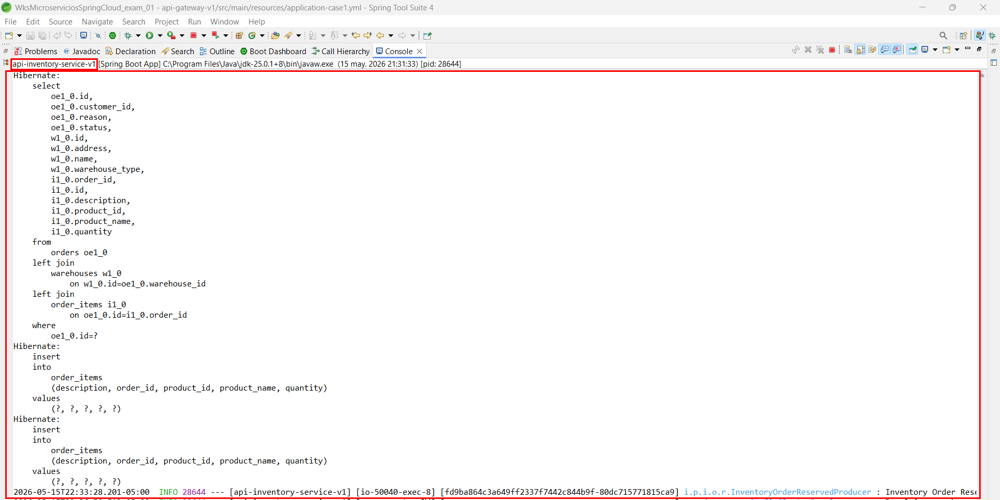 WksMicroserviciosSpringCloud_exam_01 - api-gateway-v1/src/main/resources/application-case1.yml - Spring Tool Suite 4
File Edit Source Navigate Search Project Run Window Help
Problems Javadoc Declaration Search Outline Boot Dashboard Call Hierarchy Console
api-inventory-service-v1 [Spring Boot App] C:\Program Files\Java\jdk-25.0.1+8\bin\javaw.exe (15 may. 2026 21:31:33) [pid: 28644]
Hibernate:
select
oe1_0.id,
oe1_0.customer_id,
oe1_0.reason,
oe1_0.status,
w1_0.id,
w1_0.address,
w1_0.name,
w1_0.warehouse_type,
i1_0.order_id,
i1_0.id,
i1_0.description,
i1_0.product_id,
i1_0.product_name,
i1_0.quantity
from
orders oe1_0
left join
warehouses w1_0
on w1_0.id=oe1_0.warehouse_id
left join
order_items i1_0
on oe1_0.id=i1_0.order_id
where
oe1_0.id=?
Hibernate:
insert
into
order_items
(description, order_id, product_id, product_name, quantity)
values
(?, ?, ?, ?, ?)
Hibernate:
insert
into
order_items
(description, order_id, product_id, product_name, quantity)
values
(?, ?, ?, ?, ?)
2026-05-15T22:33:28.201-05:00 INFO 28644 --- [api-inventory-service-v1] [io-50040-exec-8] [fd9ba864c3a649ff2337f7442c844b9f-80dc715771815ca9] i.p.i.o.r.InventoryOrderReservedProducer : Inventory Order Rese